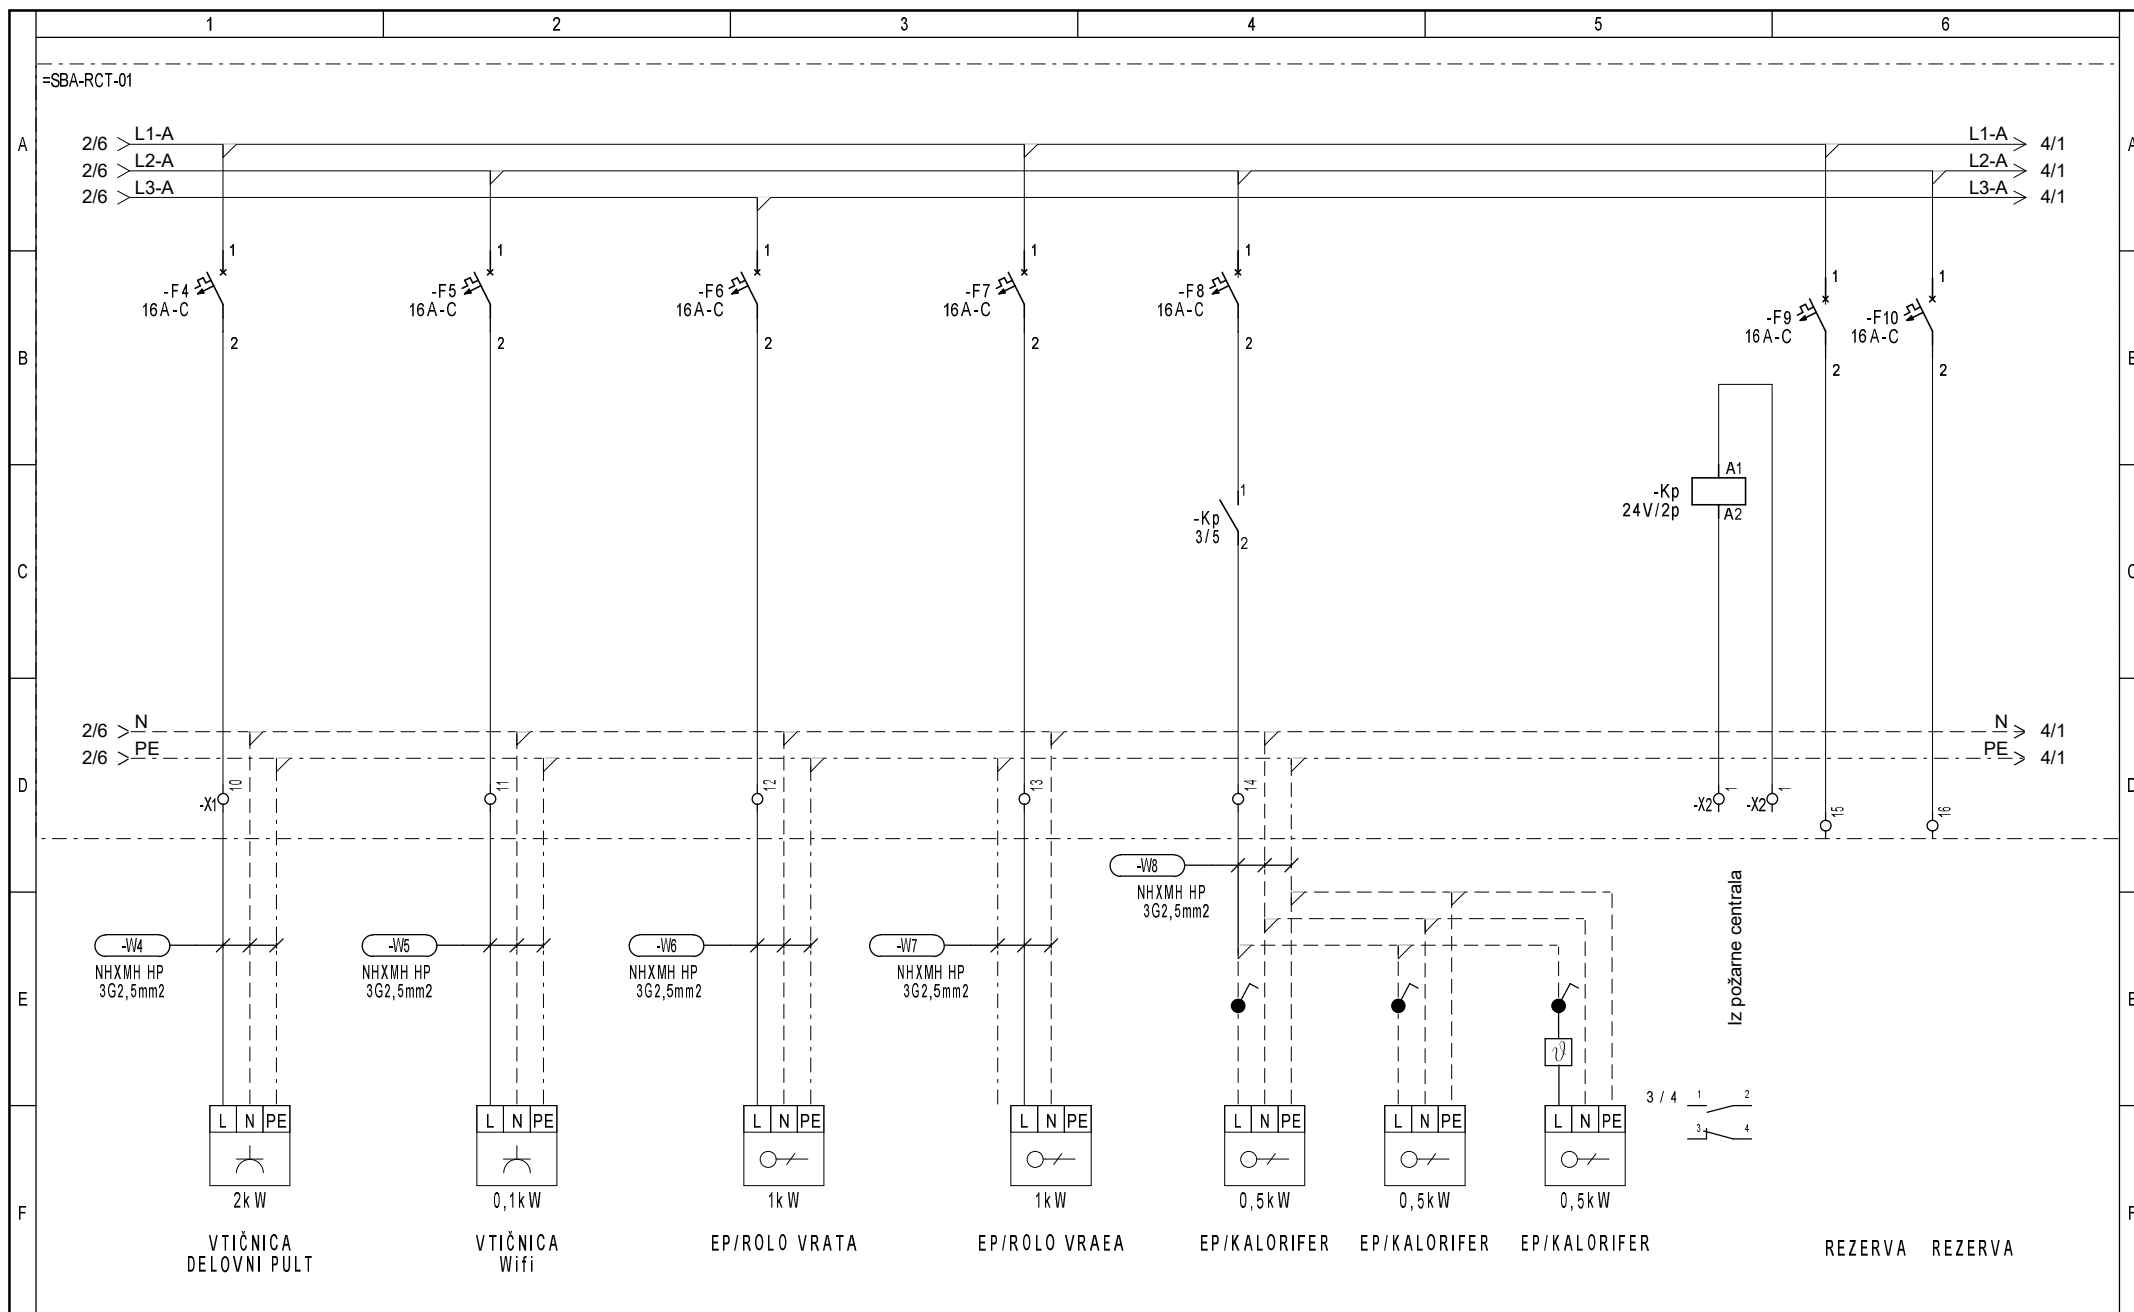 1 2 3 4 5 6
=SBA-RCT-01
A A
2/6 L1-A L1-A 4/1
2/6 L2-A L2-A 4/1
2/6 L3-A L3-A 4/1
1 1 1 1 1 1 1
-F4 -F5 -F6 -F7 -F8 -F9 -F10
16A-C 16A-C 16A-C 16A-C 16A-C 16A-C 16A-C
2 2 2 2 2 2 2
B B
A1
-Kp
24V/2p
A2
1
-Kp
3/5
2
C C
2/6 N N 4/1
2/6 PE PE 4/1
D D
-X1 10 11 12 13 14 -X2 1 -X2 1 15 16
-W8
NHXMH HP
3G2,5mm2
-W4 -W5 -W6 -W7
NHXMH HP NHXMH HP NHXMH HP NHXMH HP
3G2,5mm2 3G2,5mm2 3G2,5mm2 3G2,5mm2
Iz požarne centrala
E E
ϑ
3/4 1 2
3 4
L N PE L N PE L N PE L N PE L N PE L N PE L N PE
2kW 0,1kW 1kW 1kW 0,5kW 0,5kW 0,5kW
F F
VTIČNICA VTIČNICA EP/ROLO VRATA EP/ROLO VRAEA EP/KALORIFER EP/KALORIFER EP/KALORIFER REZERVA REZERVA
DELOVNI PULT Wifi